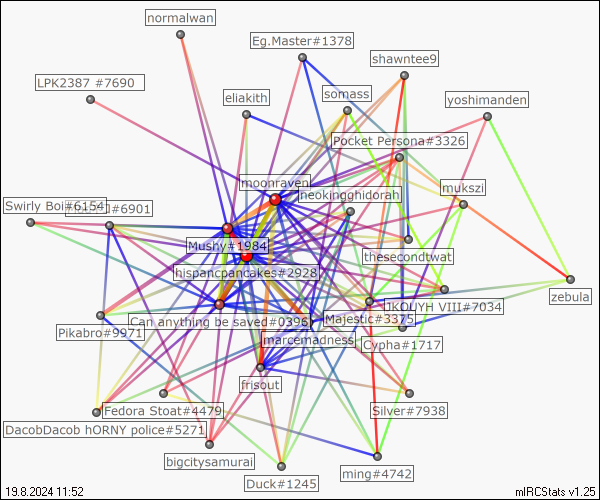 normalwan
Eg.Master#1378
shawntee9
LPK2387 #7690
eliakith
somass
yoshimanden
Pocket Persona#3326
moonraven
neokingghidorah
mukszi
Swirly Boi#6154
#6901
Mushy#1984
thesecondtwat
hispancpancakes#2928
zebula
VIII#7034
Can anything be saved#0396
Majestic#3375
Pikabro#9971
marcemadness
Cypha#1717
frisout
Fedora Stoat#4479
Silver#7938
DacobDacob hORNY police#5271
bigcitysamurai
ming#4742
Duck#1245
19.8.2024 11:52
mIRCStats v1.25